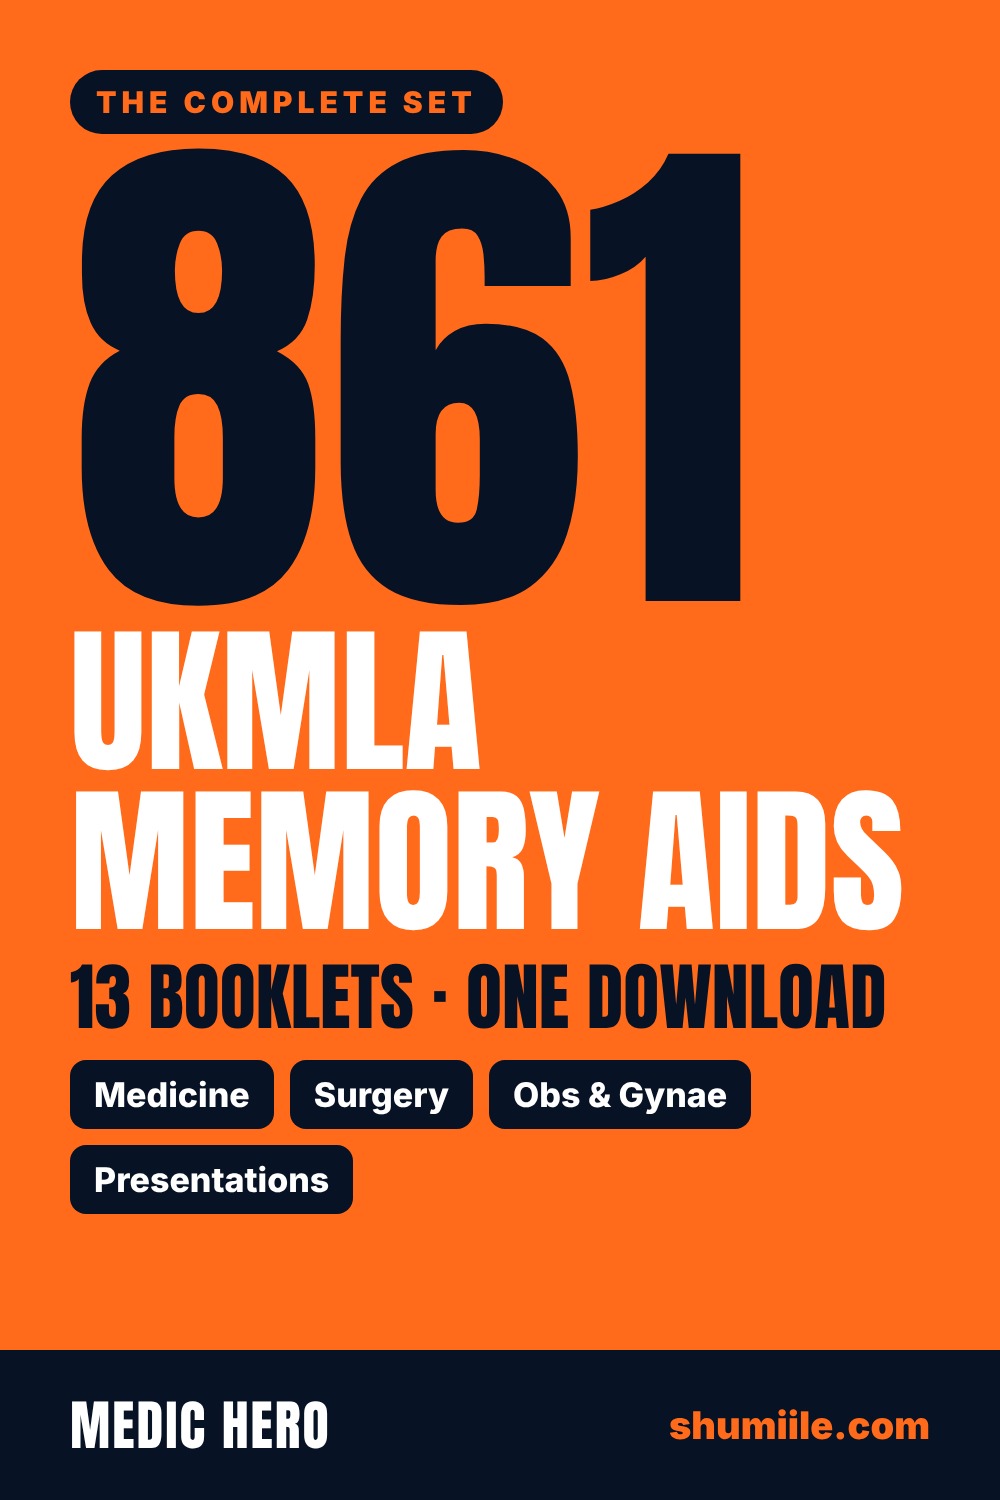 THE COMPLETE SET
861
UKMLA
MEMORY AIDS
13 BOOKLETS · ONE DOWNLOAD
Medicine Surgery Obs & Gynae
Presentations
MEDIC HERO shumiile.com